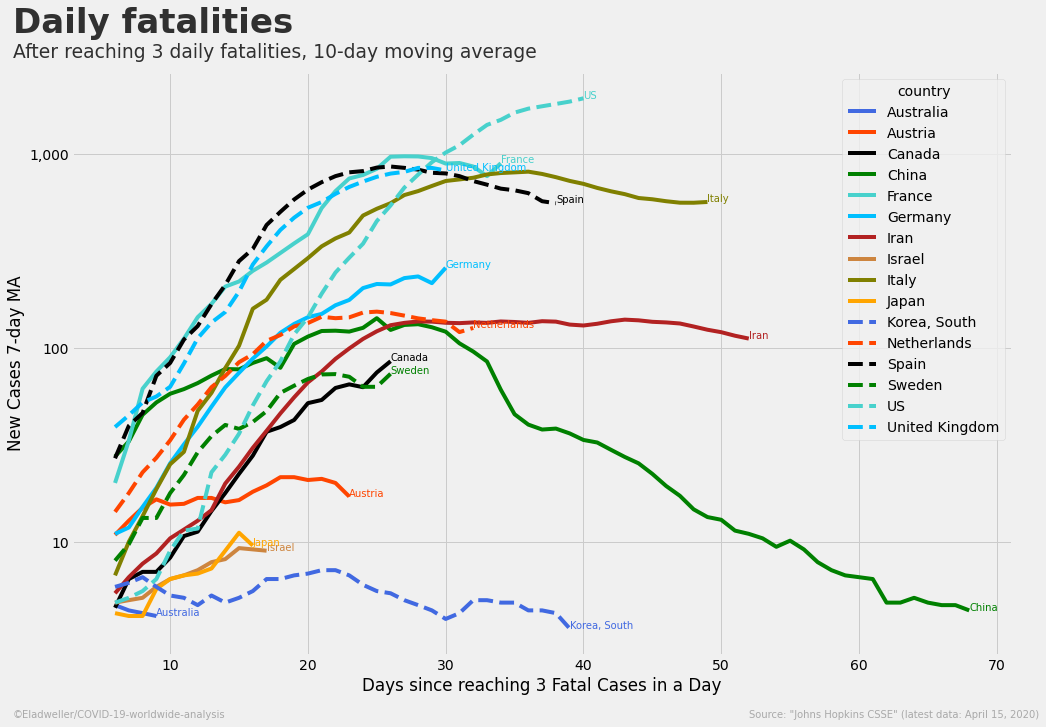 Daily fatalities
After reaching 3 daily fatalities, 10-day moving average
New Cases 7-day MA
1,000
100
10
US
France
United Kingdom
Spain
Italy
Germany
Netherlands
Iran
Canada
Sweden
Austria
Japan
Israel
Australia
Korea, South
China
country
Australia
Austria
Canada
China
France
Germany
Iran
Israel
Italy
Japan
Korea, South
Netherlands
Spain
Sweden
US
United Kingdom
10
20
30
40
50
60
70
Days since reaching 3 Fatal Cases in a Day
©Eladweller/COVID-19-worldwide-analysis
Source: "Johns Hopkins CSSE" (latest data: April 15, 2020)